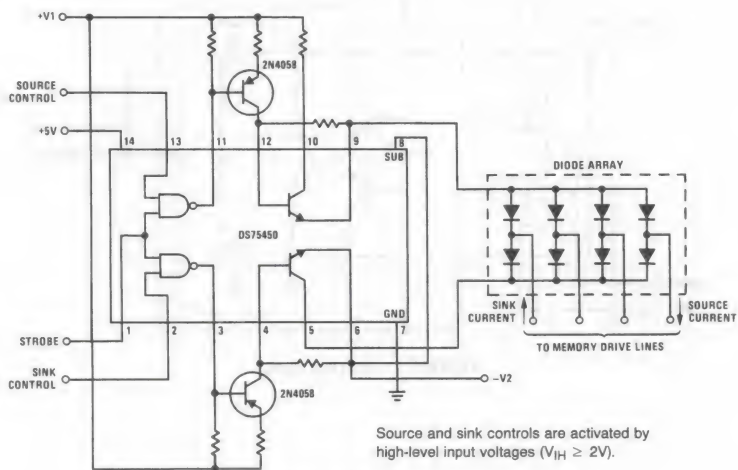 +V1
SOURCE
CONTROL
+5V
2N4058
14 13 11 12 10 9 8
SUB
DIODE ARRAY
DS75450
GND
1 2 3 4 5 6 7
STROBE
SINK
CONTROL
2N4058
–V2
SINK
CURRENT
SOURCE
CURRENT
TO MEMORY DRIVE LINES
Source and sink controls are activated by
high-level input voltages (VIH ≥ 2V).